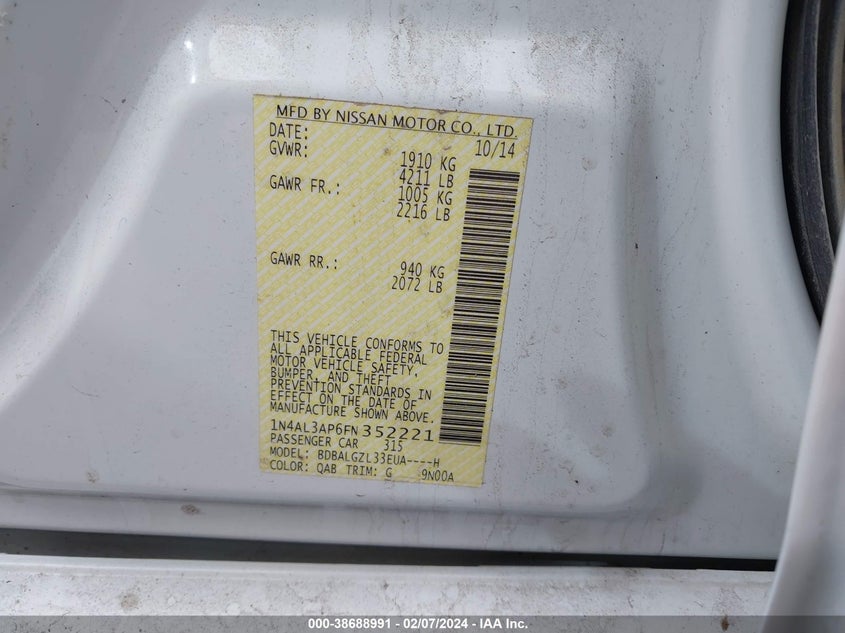 MFD BY NISSAN MOTOR CO., LTD.
DATE: 10/14
GVWR: 1910 KG
4211 LB
GAWR FR.: 1005 KG
2216 LB
GAWR RR.: 940 KG
2072 LB
THIS VEHICLE CONFORMS TO
ALL APPLICABLE FEDERAL
MOTOR VEHICLE SAFETY,
BUMPER, AND THEFT
PREVENTION STANDARDS IN
EFFECT ON THE DATE OF
MANUFACTURE SHOWN ABOVE.
1N4AL3AP6FN352221
PASSENGER CAR 315
MODEL: BDBALGZL33EUA----H
COLOR: QAB TRIM: G 9N00A
000-38688991 - 02/07/2024 - IAA Inc.